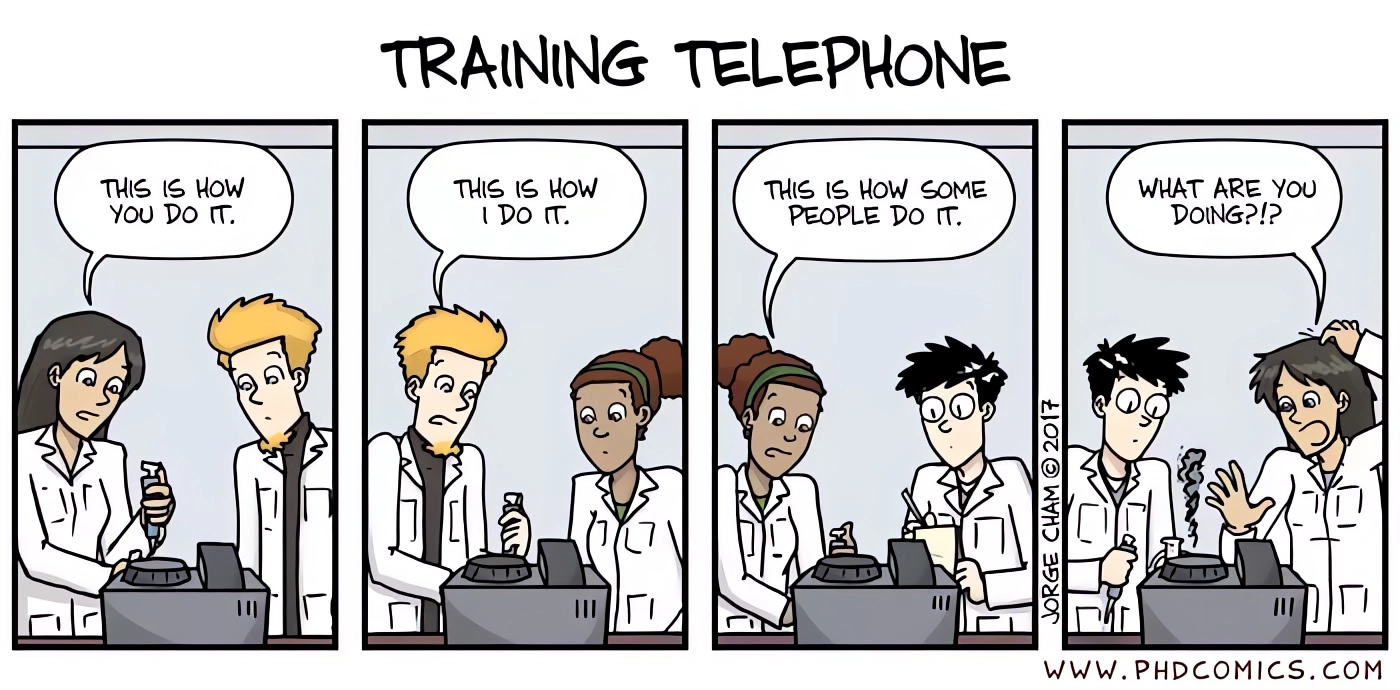 TRAINING TELEPHONE
THIS IS HOW
YOU DO IT.
THIS IS HOW
I DO IT.
THIS IS HOW SOME
PEOPLE DO IT.
WHAT ARE YOU
DOING?!?
JORGE CHAM © 2017
WWW.PHDCOMICS.COM